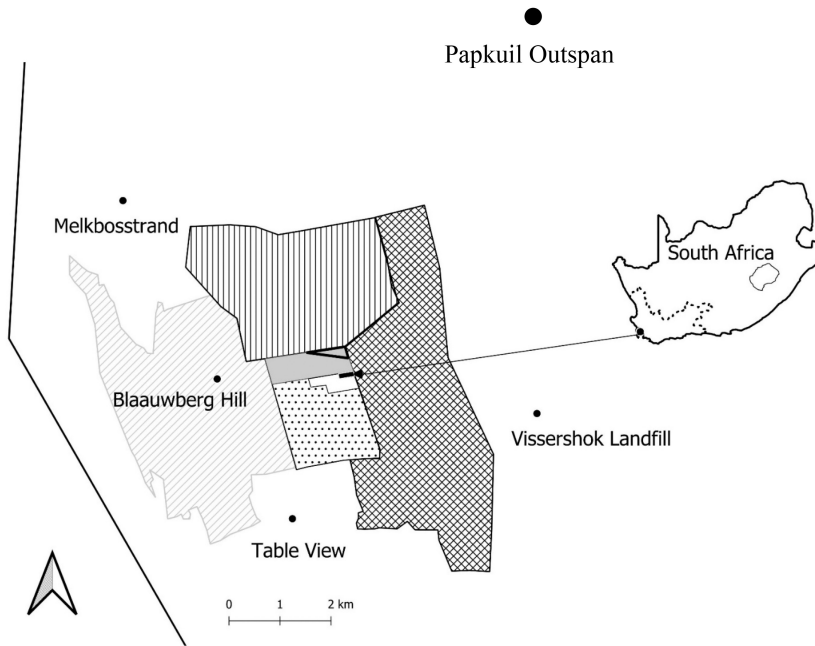 Papkuil Outspan
Melkbosstrand
South Africa
Blaauwberg Hill
Vissershok Landfill
Table View
0 1 2 km